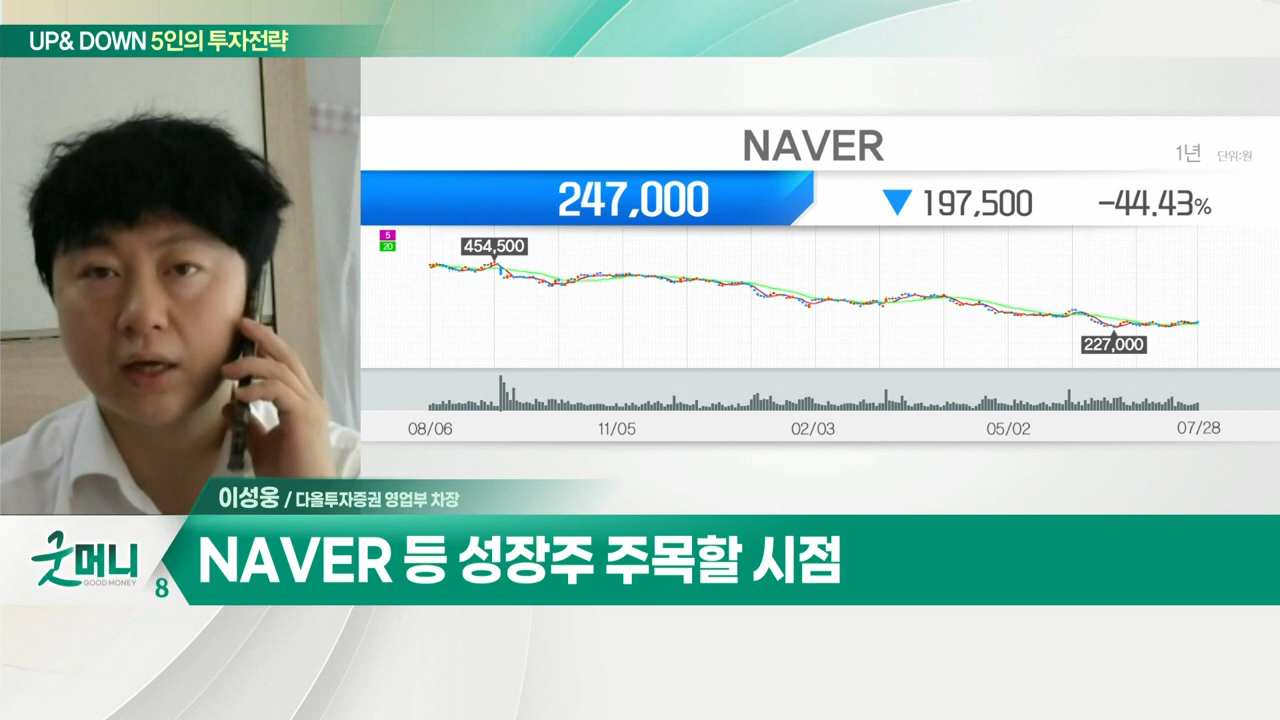 UP& DOWN 5인의 투자전략
NAVER
1년 단위:원
247,000 ▼ 197,500 -44.43%
5
20
454,500
227,000
08/06 11/05 02/03 05/02 07/28
이성웅 / 다올투자증권 영업부 차장
굿머니
GOOD MONEY
8
NAVER 등 성장주 주목할 시점